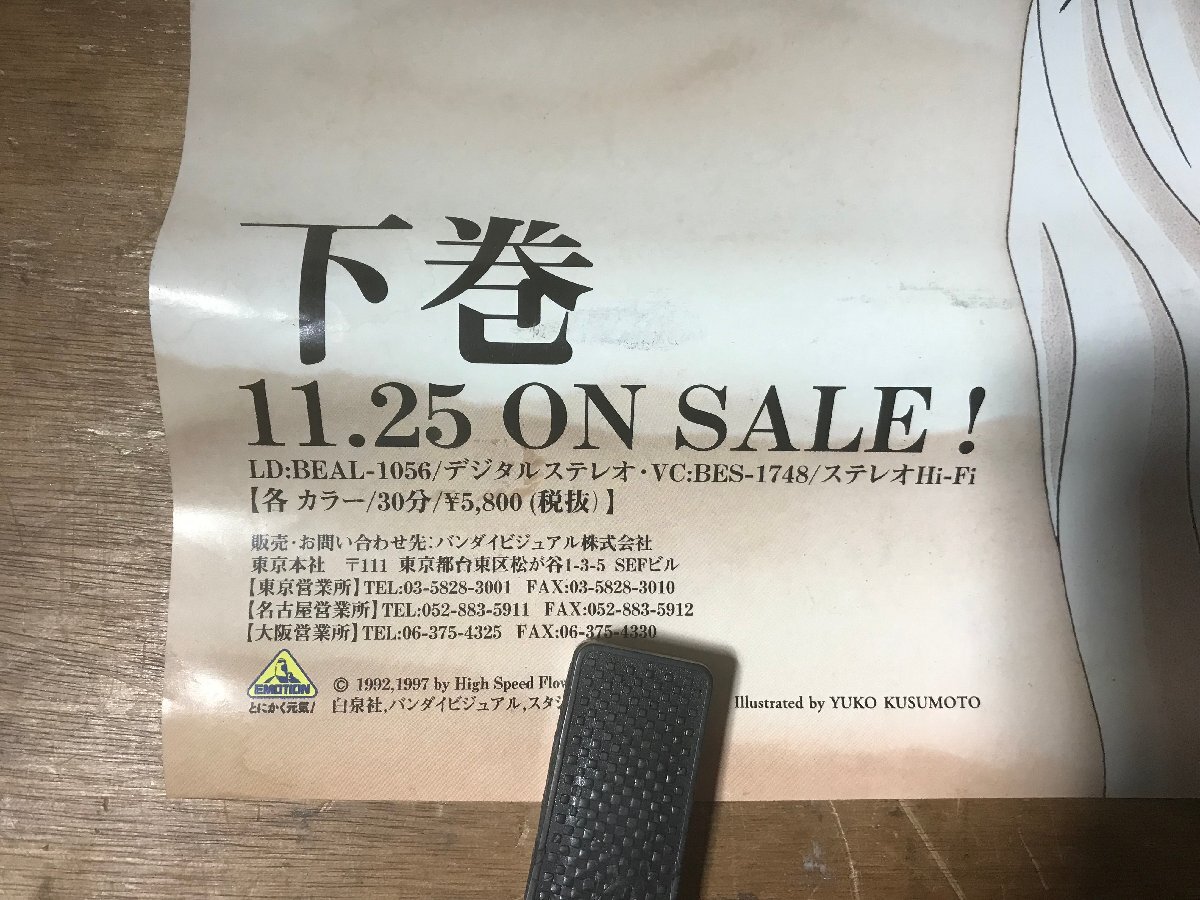 下巻
11.25 ON SALE!
LD:BEAL-1056/デジタルステレオ・VC:BES-1748/ステレオHi-Fi
【各 カラー/30分/¥5,800(税抜)】
販売・お問い合わせ先:バンダイビジュアル株式会社
東京本社 〒111 東京都台東区松が谷1-3-5 SEFビル
【東京営業所】TEL:03-5828-3001 FAX:03-5828-3010
【名古屋営業所】TEL:052-883-5911 FAX:052-883-5912
【大阪営業所】TEL:06-375-4325 FAX:06-375-4330
EMOTION
とにかく元気!
© 1992,1997 by High Speed
白泉社,バンダイビジュアル,
Illustrated by YUKO KUSUMOTO